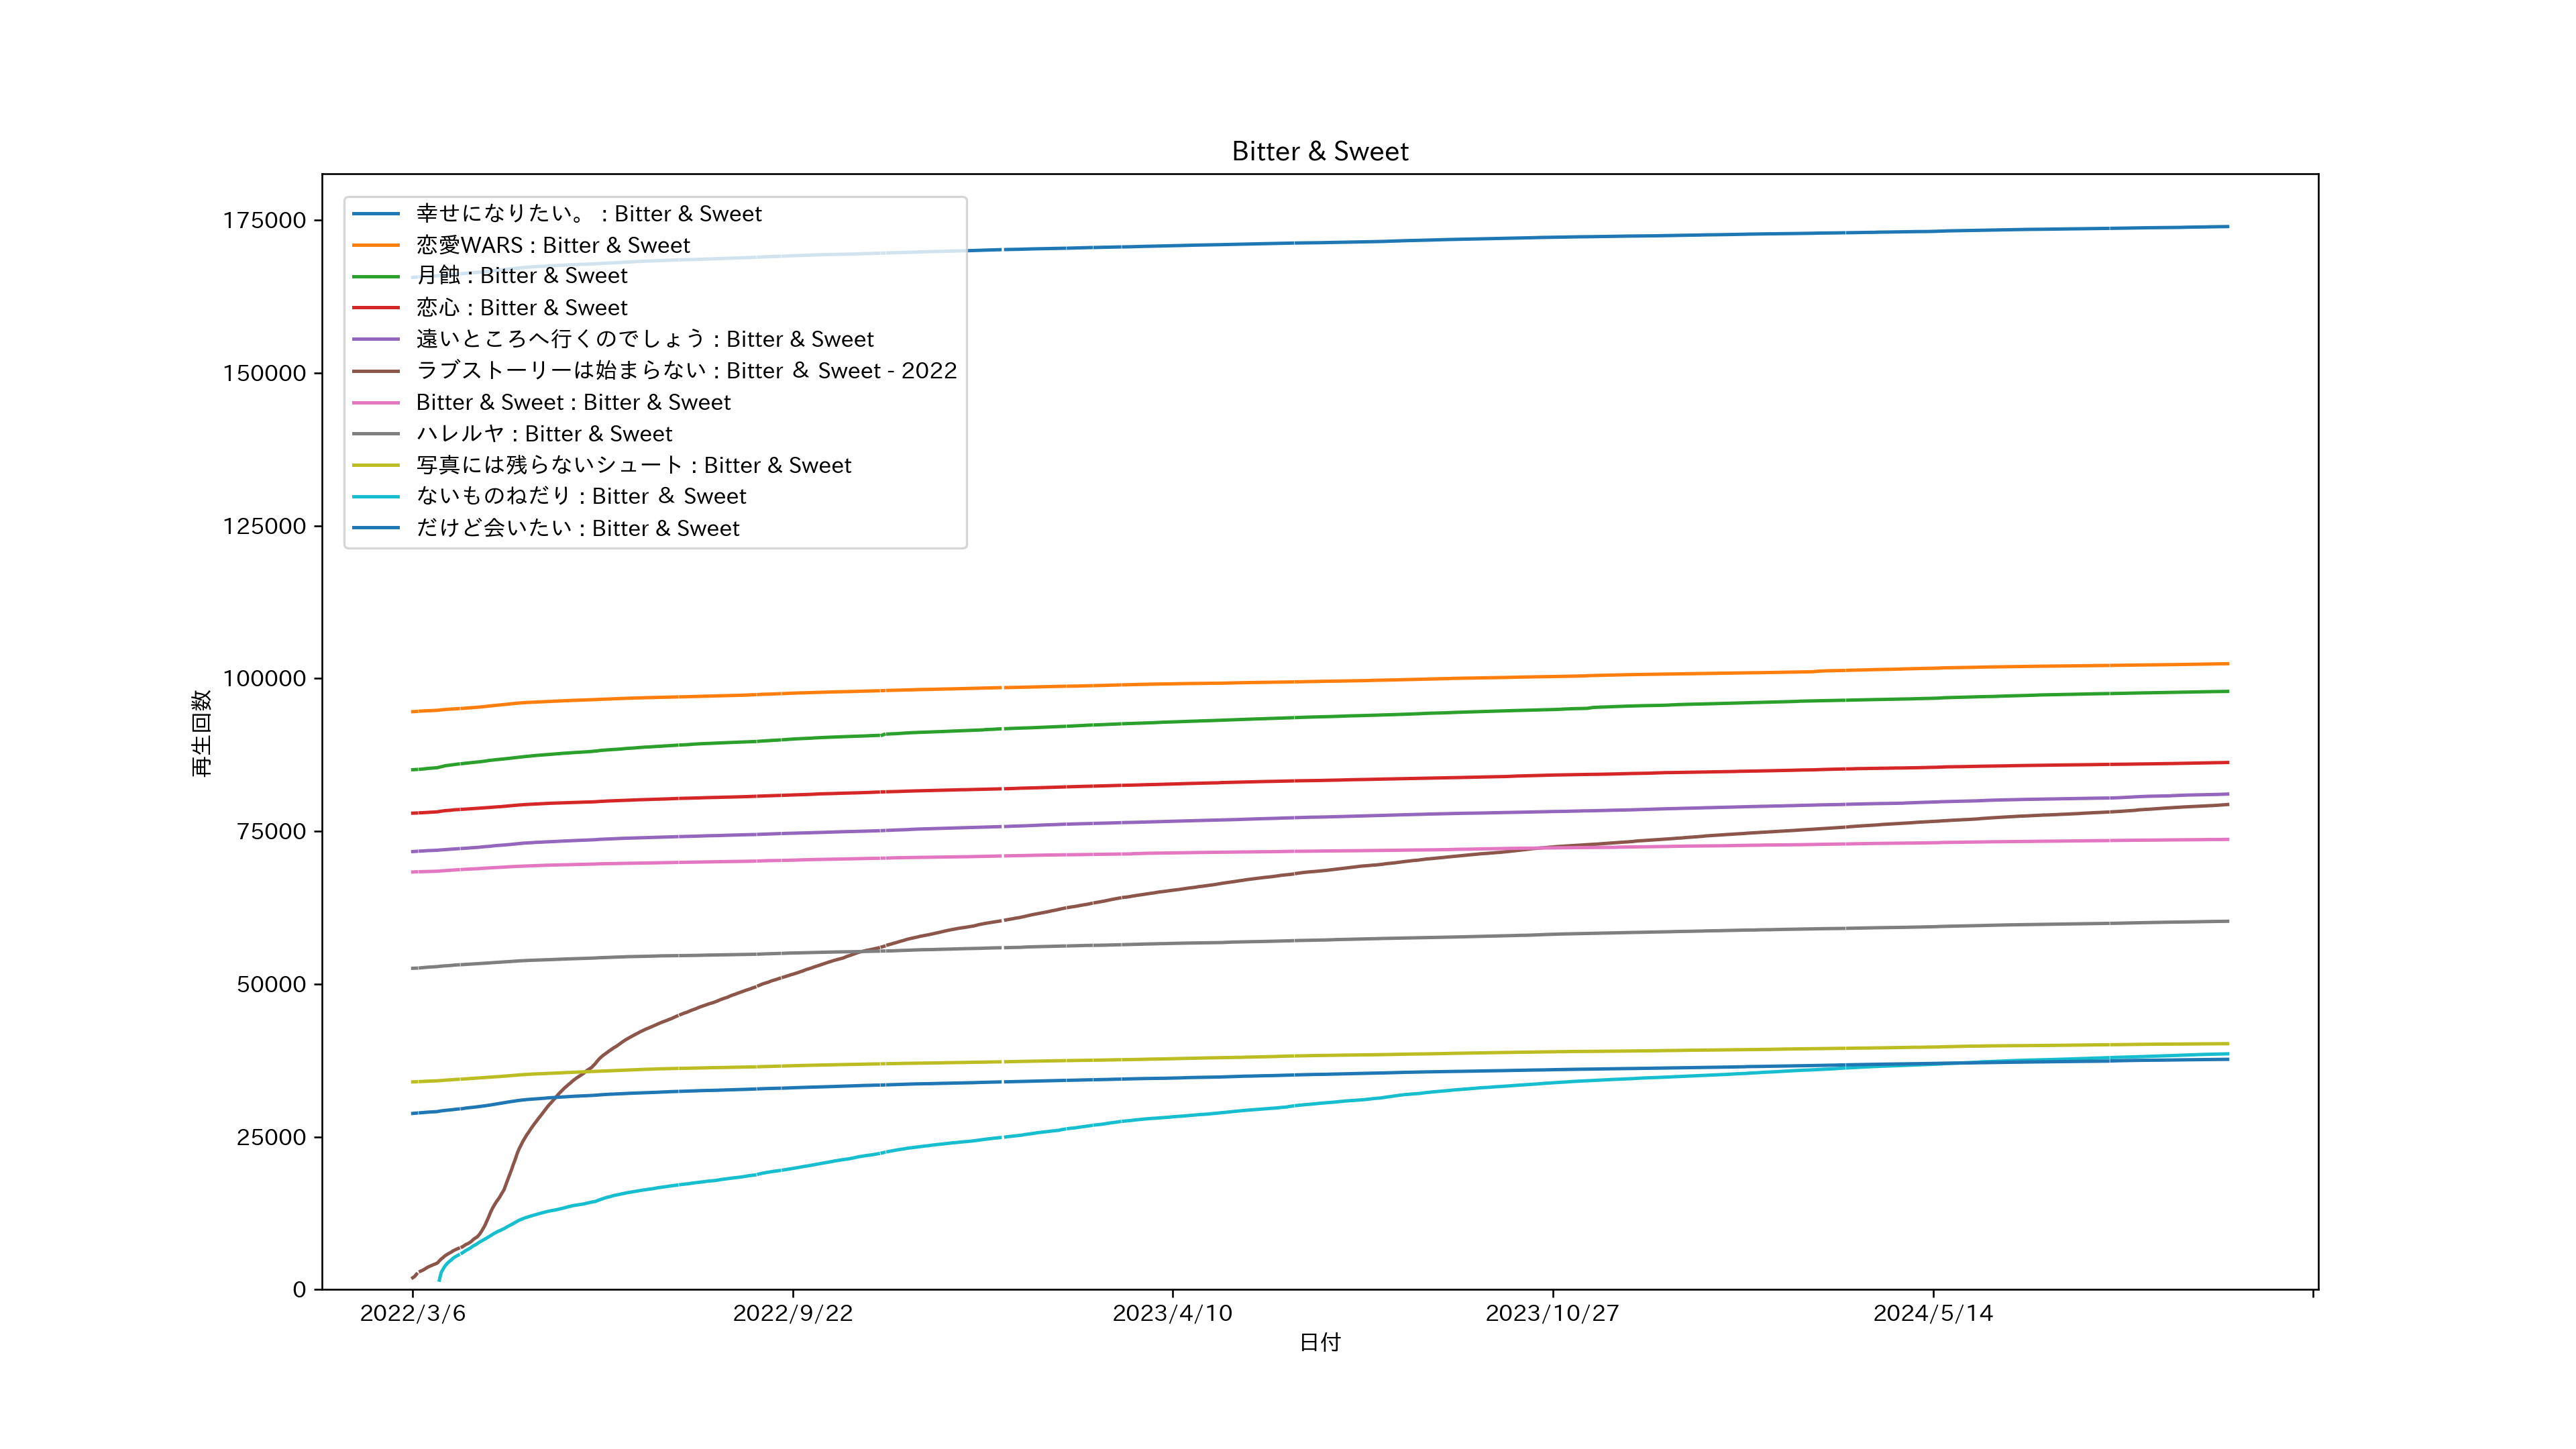 Bitter & Sweet
175000
150000
125000
100000
75000
50000
25000
0
再生回数
幸せになりたい。 : Bitter & Sweet
恋愛WARS : Bitter & Sweet
月蝕 : Bitter & Sweet
恋心 : Bitter & Sweet
遠いところへ行くのでしょう : Bitter & Sweet
ラブストーリーは始まらない : Bitter ＆ Sweet - 2022
Bitter & Sweet : Bitter & Sweet
ハレルヤ : Bitter & Sweet
写真には残らないシュート : Bitter & Sweet
ないものねだり : Bitter ＆ Sweet
だけど会いたい : Bitter & Sweet
2022/3/6 2022/9/22 2023/4/10 2023/10/27 2024/5/14
日付